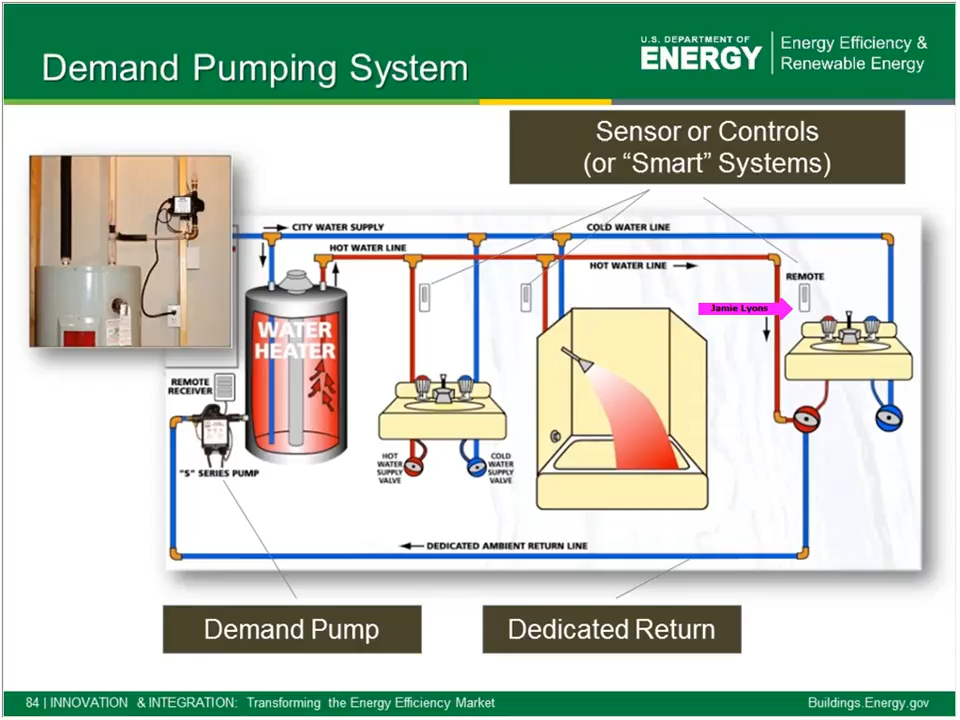 Demand Pumping System
U.S. DEPARTMENT OF
ENERGY
Energy Efficiency &
Renewable Energy
Sensor or Controls
(or “Smart” Systems)
CITY WATER SUPPLY
COLD WATER LINE
HOT WATER LINE
HOT WATER LINE
REMOTE
Jamie Lyons
WATER
HEATER
REMOTE
RECEIVER
"S" SERIES PUMP
HOT
WATER
SUPPLY
VALVE
COLD
WATER
SUPPLY
VALVE
DEDICATED AMBIENT RETURN LINE
Demand Pump
Dedicated Return
84 | INNOVATION & INTEGRATION: Transforming the Energy Efficiency Market
Buildings.Energy.gov